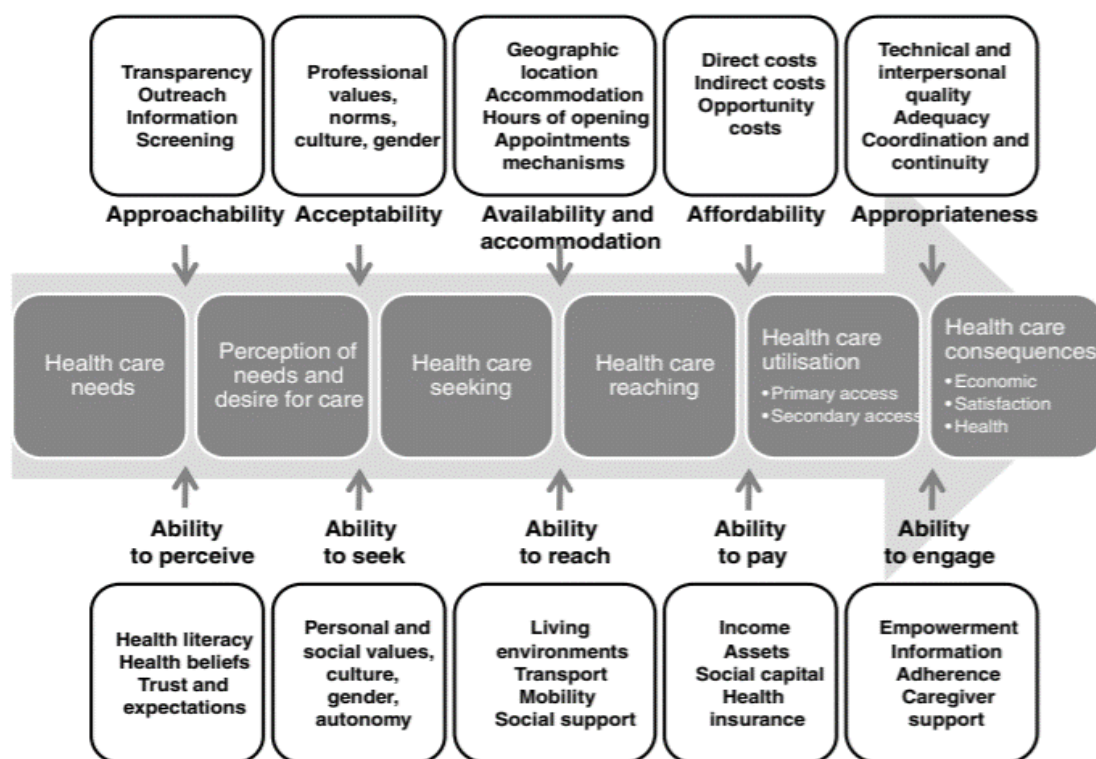 Transparency
Outreach
Information
Screening
Professional
values,
norms,
culture, gender
Geographic
location
Accommodation
Hours of opening
Appointments
mechanisms
Direct costs
Indirect costs
Opportunity
costs
Technical and
interpersonal
quality
Adequacy
Coordination and
continuity
Approachability
Acceptability
Availability and
accommodation
Affordability
Appropriateness
Health care
needs
Perception of
needs and
desire for care
Health care
seeking
Health care
reaching
Health care
utilisation
• Primary access
• Secondary access
Health care
consequences
• Economic
• Satisfaction
• Health
Ability
to perceive
Ability
to seek
Ability
to reach
Ability
to pay
Ability
to engage
Health literacy
Health beliefs
Trust and
expectations
Personal and
social values,
culture,
gender,
autonomy
Living
environments
Transport
Mobility
Social support
Income
Assets
Social capital
Health
insurance
Empowerment
Information
Adherence
Caregiver
support